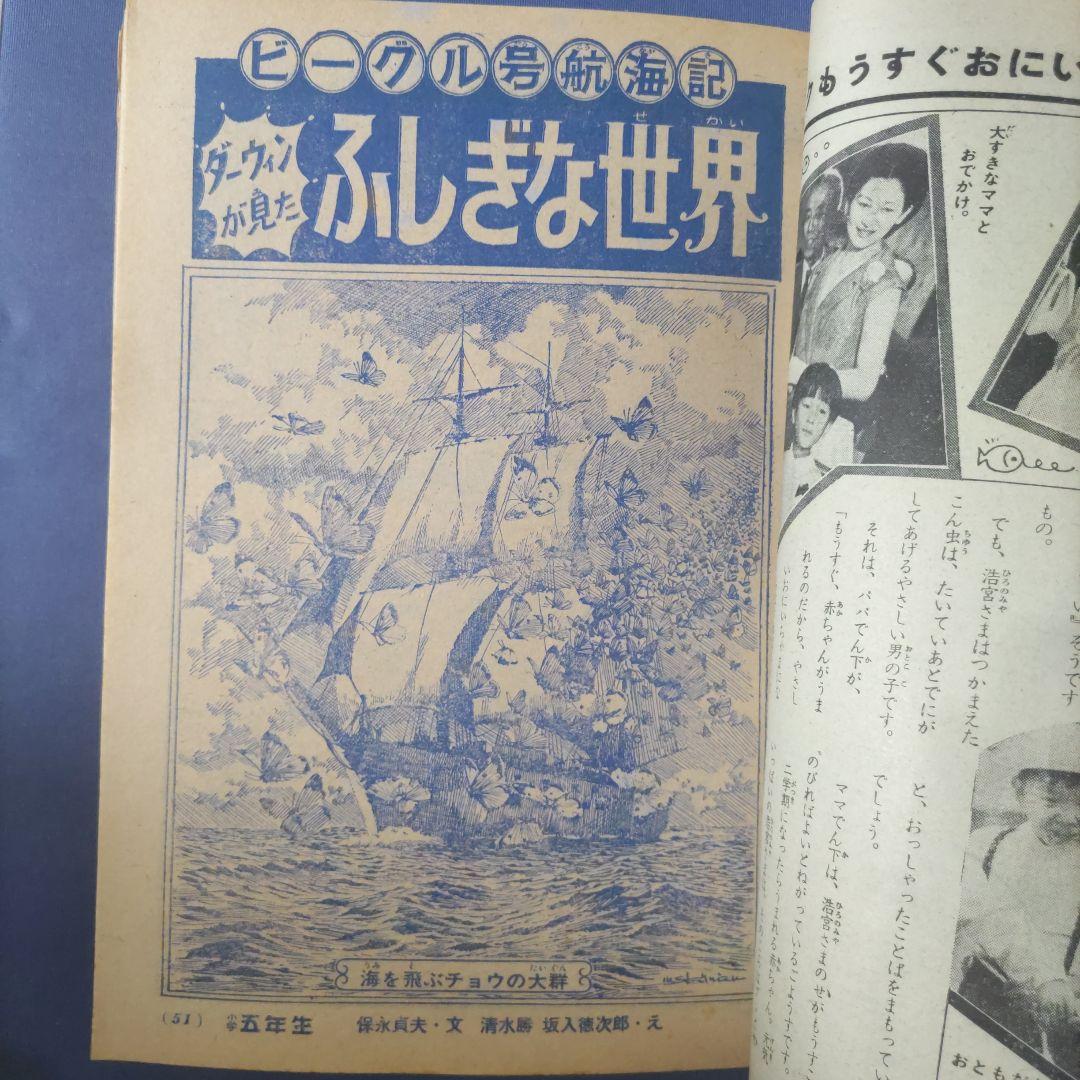 ビーグル号航海記
ダーウィンが見た
ふしぎな世界
海を飛ぶチョウの大群
(51) 小学五年生 保永貞夫・文 清水勝 坂入徳次郎・え
もうすぐおにい
大すきなママと
おでかけ。
もの。
でも、浩宮さまはつかまえた
こん虫は、たいていあとでにが
してあげるやさしい男の子です。
それは、パパでん下が、
「もうすぐ、赤ちゃんがうま
れるのだから、やさし
と、おっしゃったことばをまもってい
でしょう。
ママでん下は、浩宮さまのせがもうすこ
のびればよいとねがっているごようすです。
二学期になったらうまれる赤ちゃん。